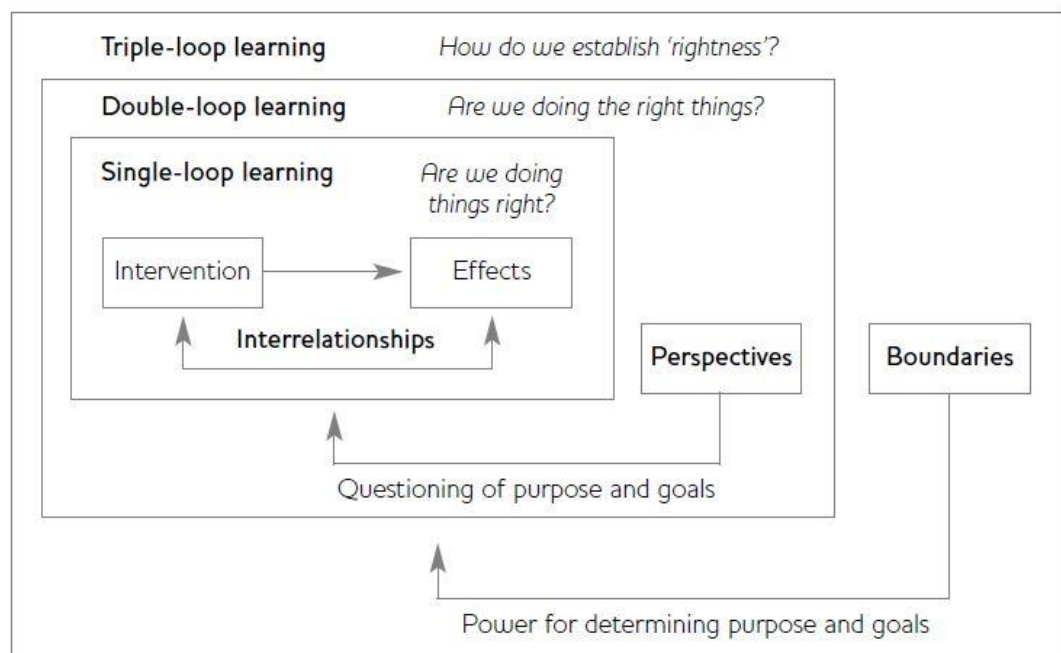 Triple-loop learning How do we establish ‘rightness’?
Double-loop learning Are we doing the right things?
Single-loop learning Are we doing
things right?
Intervention Effects
Interrelationships
Perspectives Boundaries
Questioning of purpose and goals
Power for determining purpose and goals